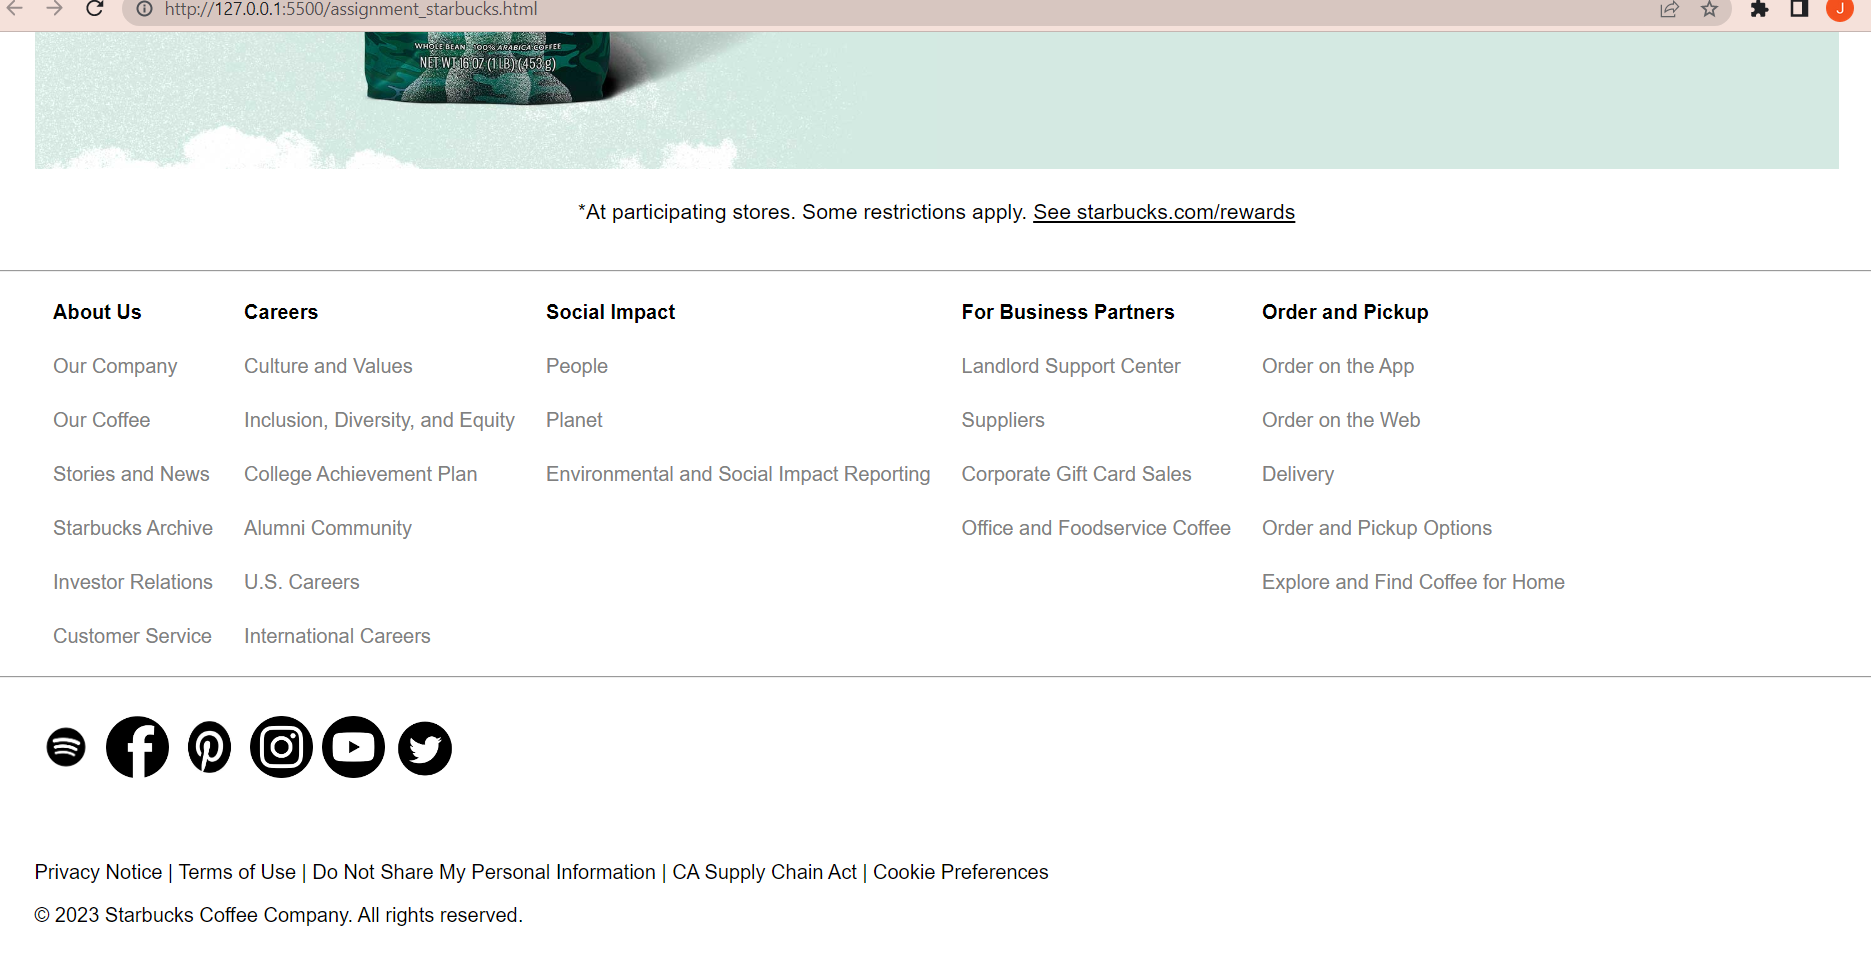 http://127.0.0.1:5500/assignment_starbucks.html
J
WHOLE BEAN 100% ARABICA COFFEE
NET WT 16 OZ (1 LB) (453 g)
*At participating stores. Some restrictions apply. See starbucks.com/rewards
About Us
Our Company
Our Coffee
Stories and News
Starbucks Archive
Investor Relations
Customer Service
Careers
Culture and Values
Inclusion, Diversity, and Equity
College Achievement Plan
Alumni Community
U.S. Careers
International Careers
Social Impact
People
Planet
Environmental and Social Impact Reporting
For Business Partners
Landlord Support Center
Suppliers
Corporate Gift Card Sales
Office and Foodservice Coffee
Order and Pickup
Order on the App
Order on the Web
Delivery
Order and Pickup Options
Explore and Find Coffee for Home
Privacy Notice | Terms of Use | Do Not Share My Personal Information | CA Supply Chain Act | Cookie Preferences
© 2023 Starbucks Coffee Company. All rights reserved.